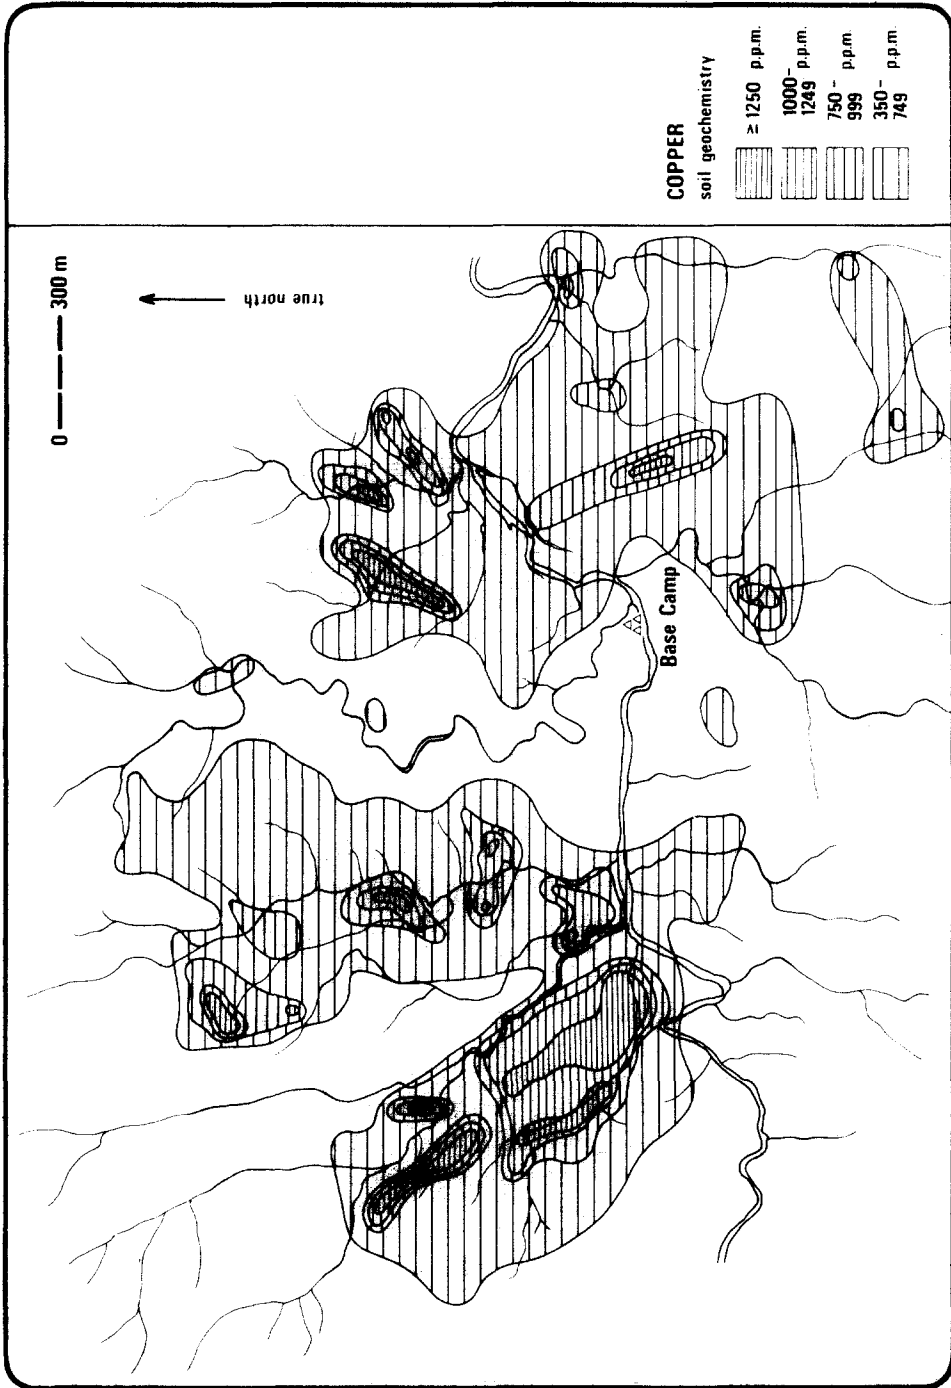 0 300 m
true north
Base Camp
COPPER
soil geochemistry
≥ 1250 p.p.m.
1000- p.p.m.
1249
750 - p.p.m.
999
350 - p.p.m.
749